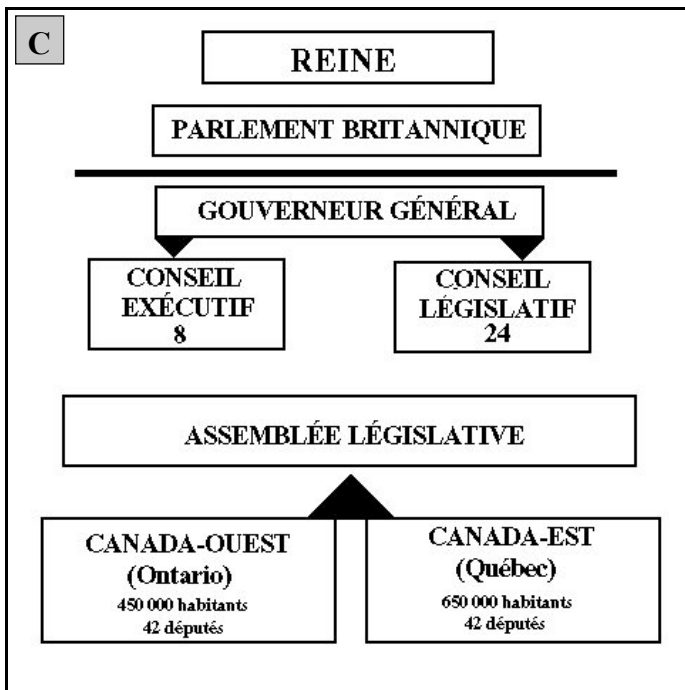 C
REINE
PARLEMENT BRITANNIQUE
GOUVERNEUR GÉNÉRAL
CONSEIL
EXÉCUTIF
8
CONSEIL
LÉGISLATIF
24
ASSEMBLÉE LÉGISLATIVE
CANADA-OUEST
(Ontario)
450 000 habitants
42 députés
CANADA-EST
(Québec)
650 000 habitants
42 députés